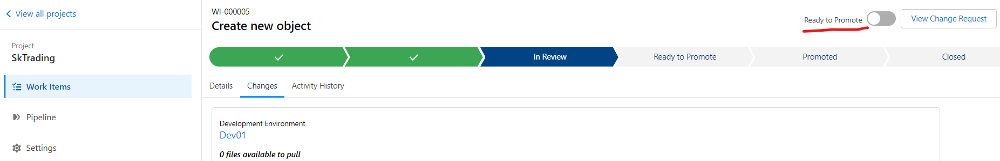 View all projects
Project
SkTrading
Work Items
Pipeline
Settings
WI-000005
Create new object
Ready to Promote
View Change Request
In Review
Ready to Promote
Promoted
Closed
Details
Changes
Activity History
Development Environment
Dev01
0 files available to pull